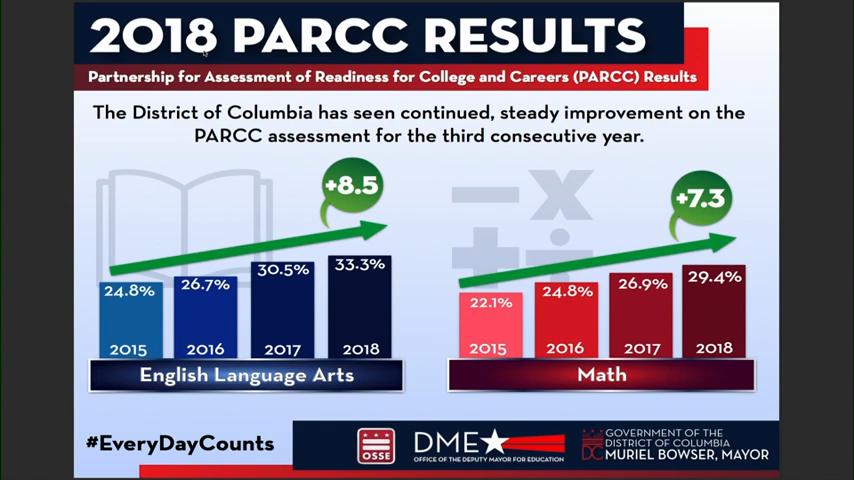 2018 PARCC RESULTS
Partnership for Assessment of Readiness for College and Careers (PARCC) Results
The District of Columbia has seen continued, steady improvement on the
PARCC assessment for the third consecutive year.
+8.5
24.8%
26.7%
30.5%
33.3%
2015
2016
2017
2018
English Language Arts
+7.3
22.1%
24.8%
26.9%
29.4%
2015
2016
2017
2018
Math
#EveryDayCounts
OSSE
DME
OFFICE OF THE DEPUTY MAYOR FOR EDUCATION
DC
GOVERNMENT OF THE
DISTRICT OF COLUMBIA
MURIEL BOWSER, MAYOR